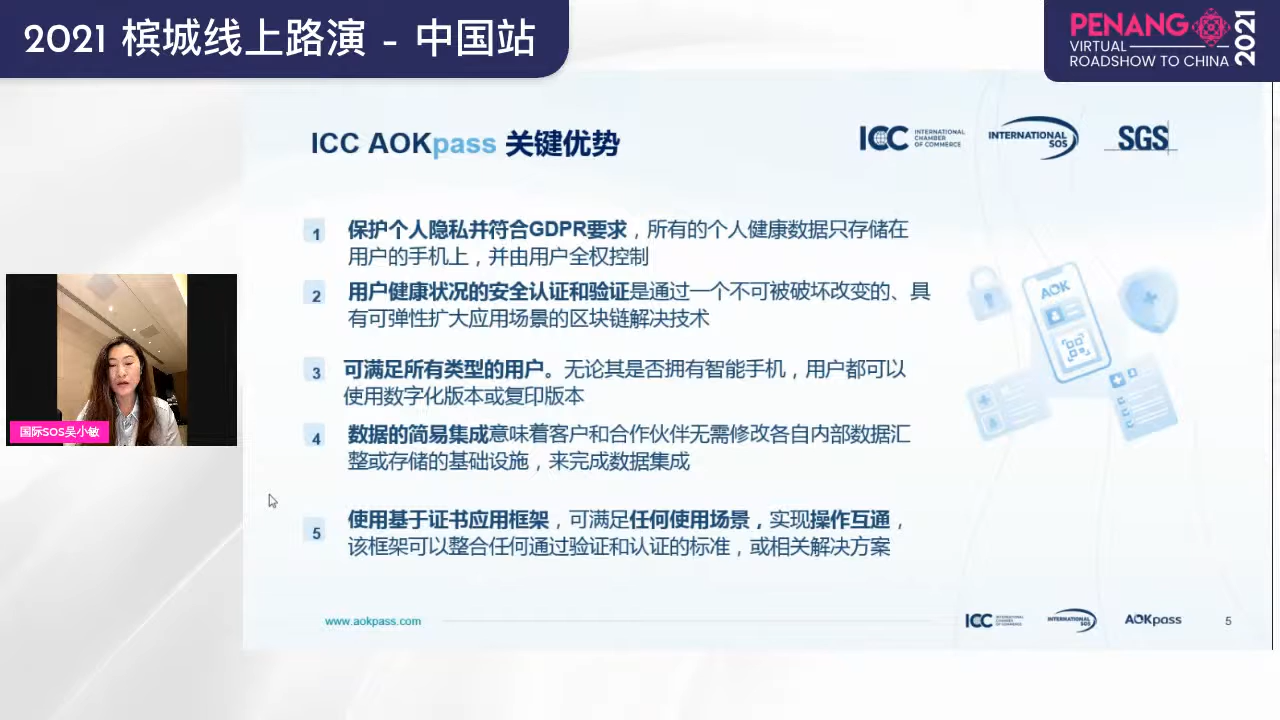 2021 槟城线上路演 - 中国站
PENANG
VIRTUAL
ROADSHOW TO CHINA
2021
ICC AOKpass 关键优势
ICC INTERNATIONAL CHAMBER OF COMMERCE
INTERNATIONAL SOS
SGS
1 保护个人隐私并符合GDPR要求，所有的个人健康数据只存储在
用户的手机上，并由用户全权控制
2 用户健康状况的安全认证和验证是通过一个不可被破坏改变的、具
有可弹性扩大应用场景的区块链解决技术
3 可满足所有类型的用户。无论其是否拥有智能手机，用户都可以
使用数字化版本或复印版本
4 数据的简易集成意味着客户和合作伙伴无需修改各自内部数据汇
整或存储的基础设施，来完成数据集成
5 使用基于证书应用框架，可满足任何使用场景，实现操作互通，
该框架可以整合任何通过验证和认证的标准，或相关解决方案
AOK
国际SOS吴小敏
www.aokpass.com
ICC INTERNATIONAL CHAMBER OF COMMERCE
INTERNATIONAL SOS
AOKpass
5